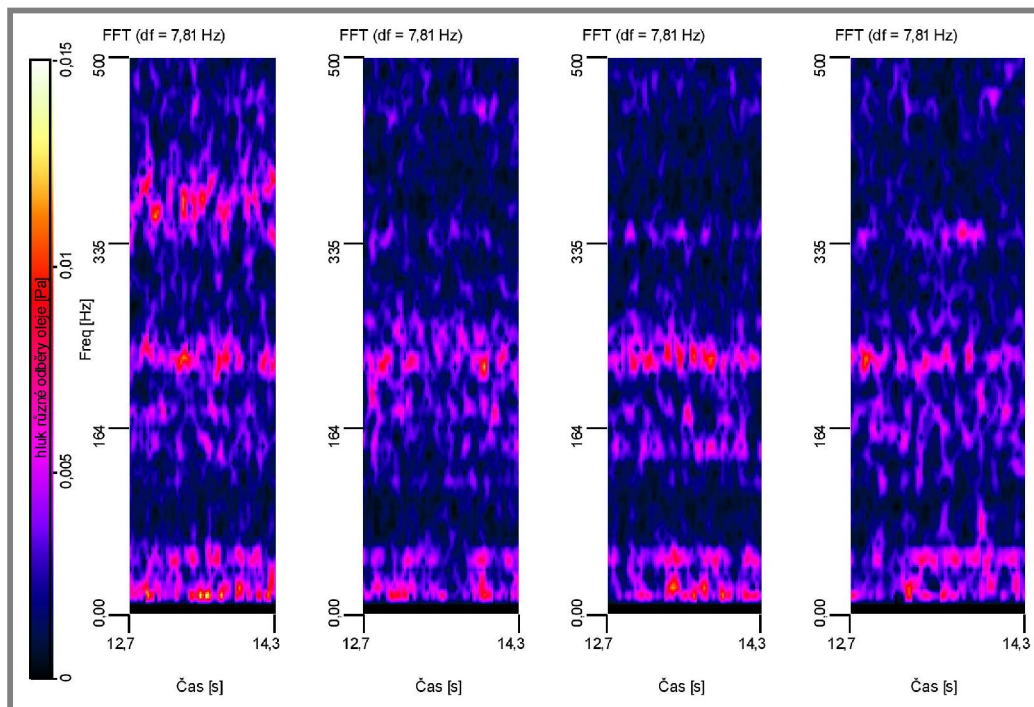 FFT (df = 7,81 Hz)
FFT (df = 7,81 Hz)
FFT (df = 7,81 Hz)
FFT (df = 7,81 Hz)
0,015
0,01
0,005
0
hluk různé odběry oleje [Pa]
Freq [Hz]
500
335
164
0,00
12,7
14,3
Čas [s]
500
335
164
0,00
12,7
14,3
Čas [s]
500
335
164
0,00
12,7
14,3
Čas [s]
500
335
164
0,00
12,7
14,3
Čas [s]